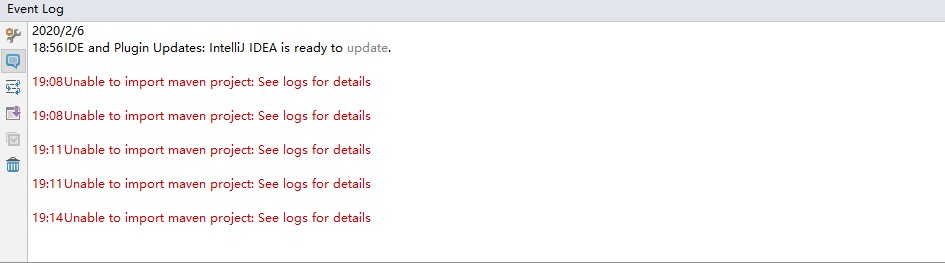 Event Log
2020/2/6
18:56IDE and Plugin Updates: IntelliJ IDEA is ready to update.
19:08Unable to import maven project: See logs for details
19:08Unable to import maven project: See logs for details
19:11Unable to import maven project: See logs for details
19:11Unable to import maven project: See logs for details
19:14Unable to import maven project: See logs for details